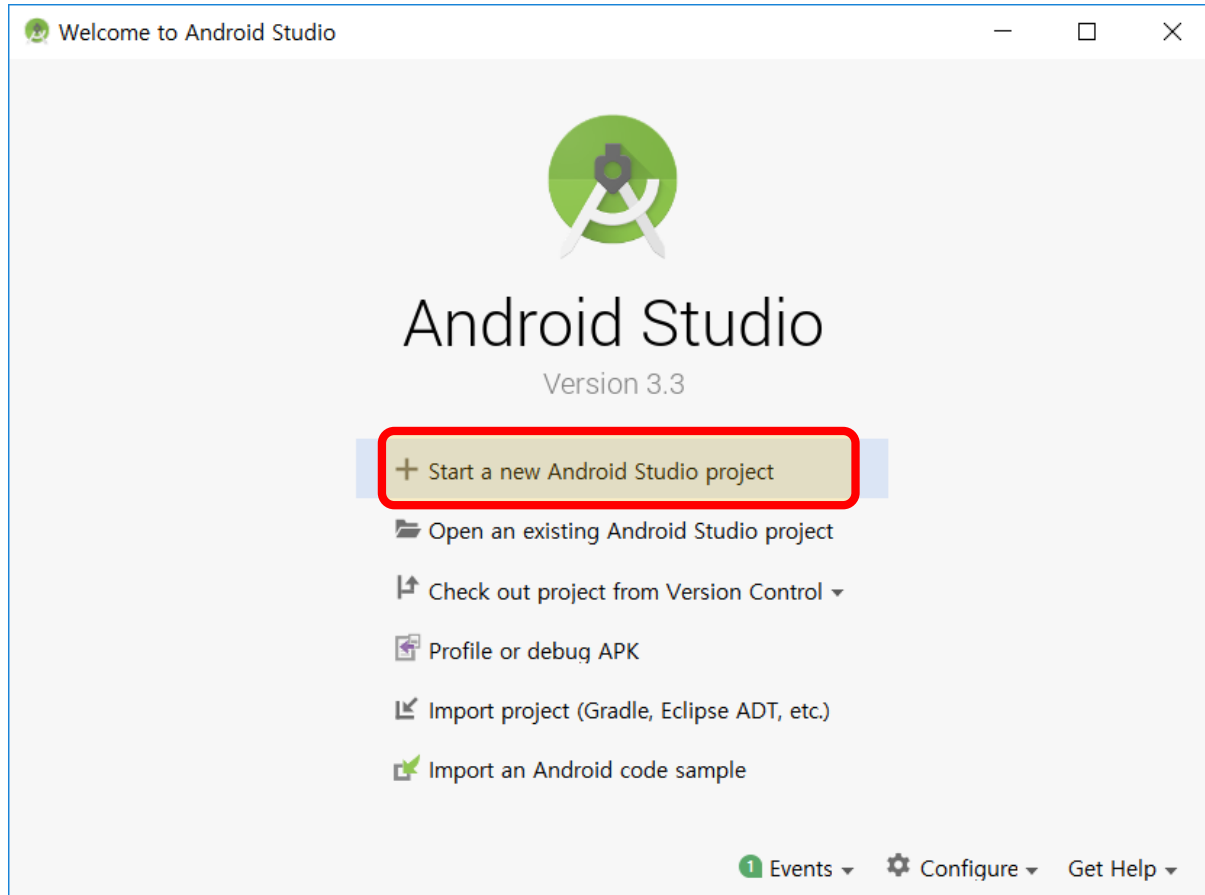 Welcome to Android Studio
Android Studio
Version 3.3
Start a new Android Studio project
Open an existing Android Studio project
Check out project from Version Control
Profile or debug APK
Import project (Gradle, Eclipse ADT, etc.)
Import an Android code sample
1 Events Configure Get Help